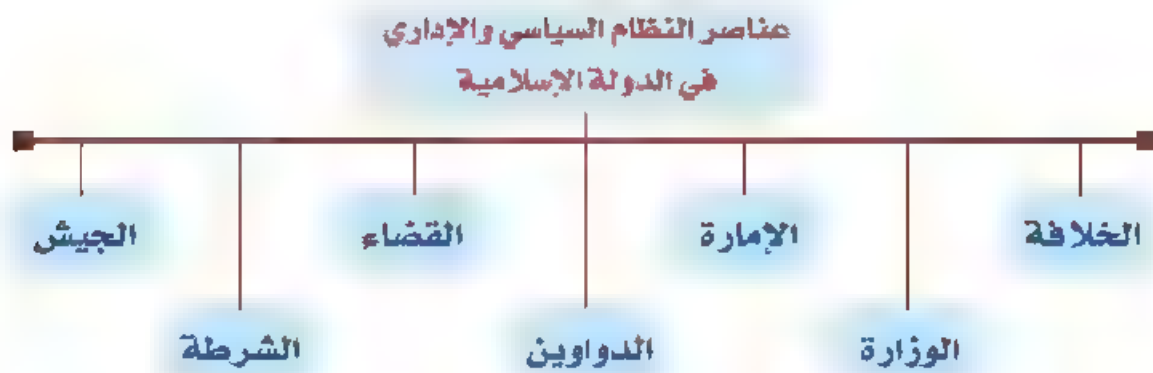 عناصر النظام السياسي والإداري
في الدولة الإسلامية
الخلافة
الوزارة
الإمارة
الدواوين
القضاء
الشرطة
الجيش